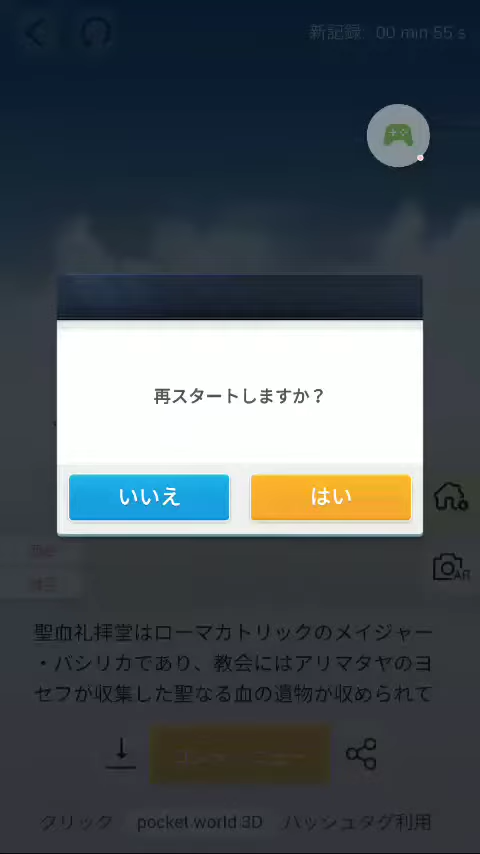 新記録: 00 min 55 s
再スタートしますか？
いいえ
はい
AR
聖血礼拝堂はローマカトリックのメイジャー
・バシリカであり、教会にはアリマタヤのヨ
セフが収集した聖なる血の遺物が収められて
クリック pocket world 3D ハッシュタグ利用